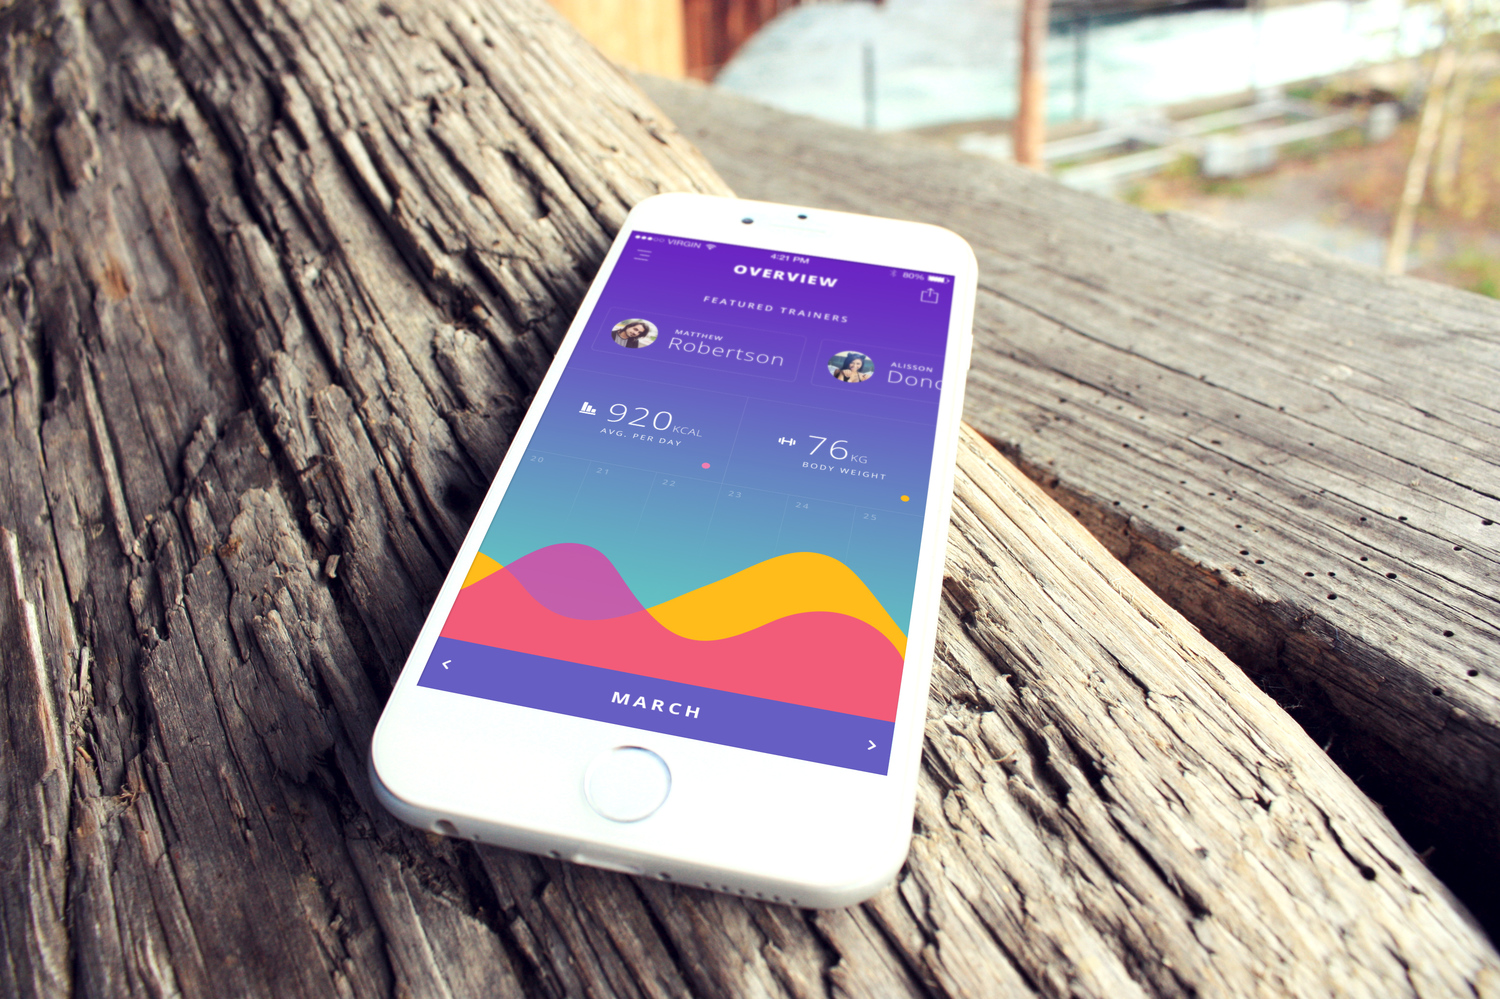 VIRGIN
4:21 PM
80%
OVERVIEW
FEATURED TRAINERS
MATTHEW
Robertson
ALISSON
Dono
920 KCAL
AVG. PER DAY
76 KG
BODY WEIGHT
20 21 22 23 24 25
< MARCH >